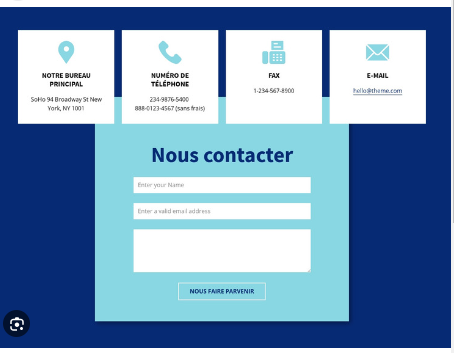 NOTRE BUREAU
PRINCIPAL
SoHo 94 Broadway St New
York, NY 1001
NUMÉRO DE
TÉLÉPHONE
234-9876-5400
888-0123-4567 (sans frais)
FAX
1-234-567-8900
E-MAIL
hello@theme.com
Nous contacter
Enter your Name
Enter a valid email address
NOUS FAIRE PARVENIR